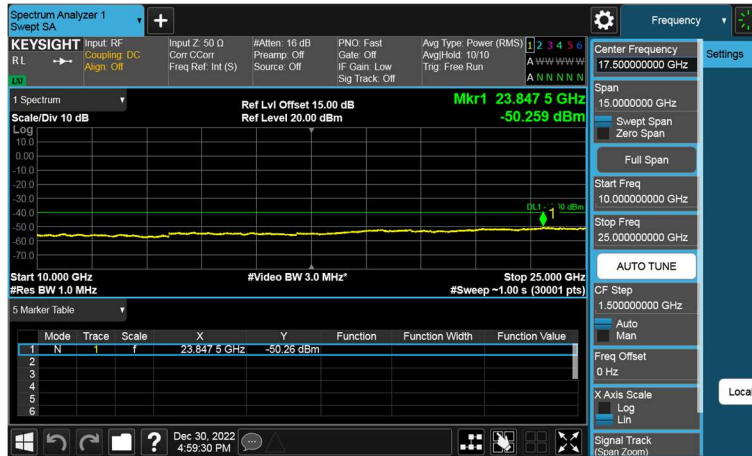 Spectrum Analyzer 1
Swept SA
+
Frequency
KEYSIGHT
RL
LXI
Input: RF
Coupling: DC
Align: Off
Input Z: 50 Ω
Corr CCorr
Freq Ref: Int (S)
#Atten: 16 dB
Preamp: Off
Source: Off
PNO: Fast
Gate: Off
IF Gain: Low
Sig Track: Off
Avg Type: Power (RMS)
Avg|Hold: 10/10
Trig: Free Run
1 2 3 4 5 6
A W W W W W
A N N N N N
1 Spectrum
Scale/Div 10 dB
Ref Lvl Offset 15.00 dB
Ref Level 20.00 dBm
Mkr1 23.847 5 GHz
-50.259 dBm
Log
10.0
0.00
-10.0
-20.0
-30.0
-40.0
-50.0
-60.0
-70.0
1
Start 10.000 GHz
#Res BW 1.0 MHz
#Video BW 3.0 MHz*
Stop 25.000 GHz
#Sweep ~1.00 s (30001 pts)
5 Marker Table
Mode Trace Scale X Y Function Function Width Function Value
1 N 1 f 23.847 5 GHz -50.26 dBm
2
3
4
5
6
Dec 30, 2022
4:59:30 PM
Center Frequency
17.500000000 GHz
Settings
Span
15.0000000 GHz
Swept Span
Zero Span
Full Span
Start Freq
10.000000000 GHz
Stop Freq
25.000000000 GHz
AUTO TUNE
CF Step
1.500000000 GHz
Auto
Man
Freq Offset
0 Hz
X Axis Scale
Log
Lin
Local
Signal Track
(Span Zoom)